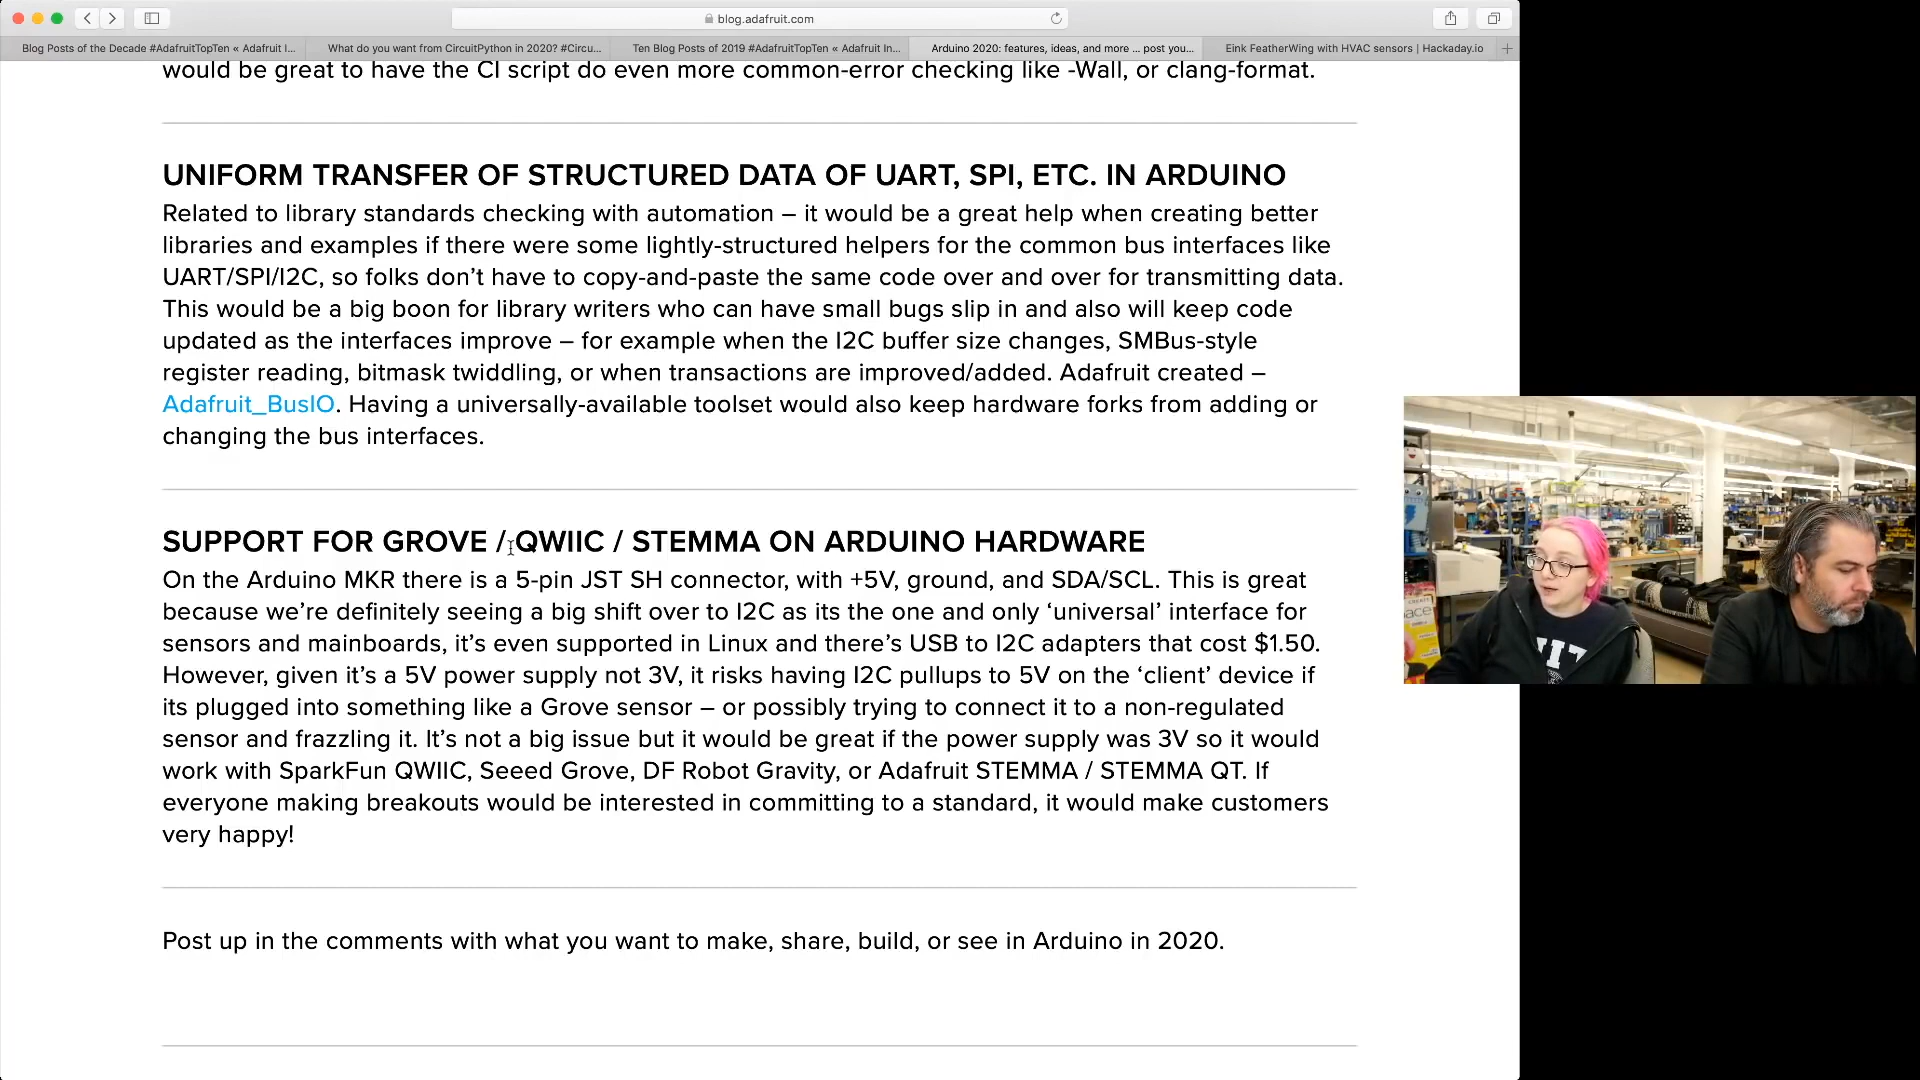 blog.adafruit.com
Blog Posts of the Decade #AdafruitTopTen « Adafruit I...
What do you want from CircuitPython in 2020? #Circu...
Ten Blog Posts of 2019 #AdafruitTopTen « Adafruit In...
Arduino 2020: features, ideas, and more ... post you...
Eink FeatherWing with HVAC sensors | Hackaday.io
would be great to have the CI script do even more common-error checking like -Wall, or clang-format.
UNIFORM TRANSFER OF STRUCTURED DATA OF UART, SPI, ETC. IN ARDUINO
Related to library standards checking with automation – it would be a great help when creating better
libraries and examples if there were some lightly-structured helpers for the common bus interfaces like
UART/SPI/I2C, so folks don’t have to copy-and-paste the same code over and over for transmitting data.
This would be a big boon for library writers who can have small bugs slip in and also will keep code
updated as the interfaces improve – for example when the I2C buffer size changes, SMBus-style
register reading, bitmask twiddling, or when transactions are improved/added. Adafruit created –
Adafruit_BusIO. Having a universally-available toolset would also keep hardware forks from adding or
changing the bus interfaces.
SUPPORT FOR GROVE / QWIIC / STEMMA ON ARDUINO HARDWARE
On the Arduino MKR there is a 5-pin JST SH connector, with +5V, ground, and SDA/SCL. This is great
because we’re definitely seeing a big shift over to I2C as its the one and only ‘universal’ interface for
sensors and mainboards, it’s even supported in Linux and there’s USB to I2C adapters that cost $1.50.
However, given it’s a 5V power supply not 3V, it risks having I2C pullups to 5V on the ‘client’ device if
its plugged into something like a Grove sensor – or possibly trying to connect it to a non-regulated
sensor and frazzling it. It’s not a big issue but it would be great if the power supply was 3V so it would
work with SparkFun QWIIC, Seeed Grove, DF Robot Gravity, or Adafruit STEMMA / STEMMA QT. If
everyone making breakouts would be interested in committing to a standard, it would make customers
very happy!
Post up in the comments with what you want to make, share, build, or see in Arduino in 2020.